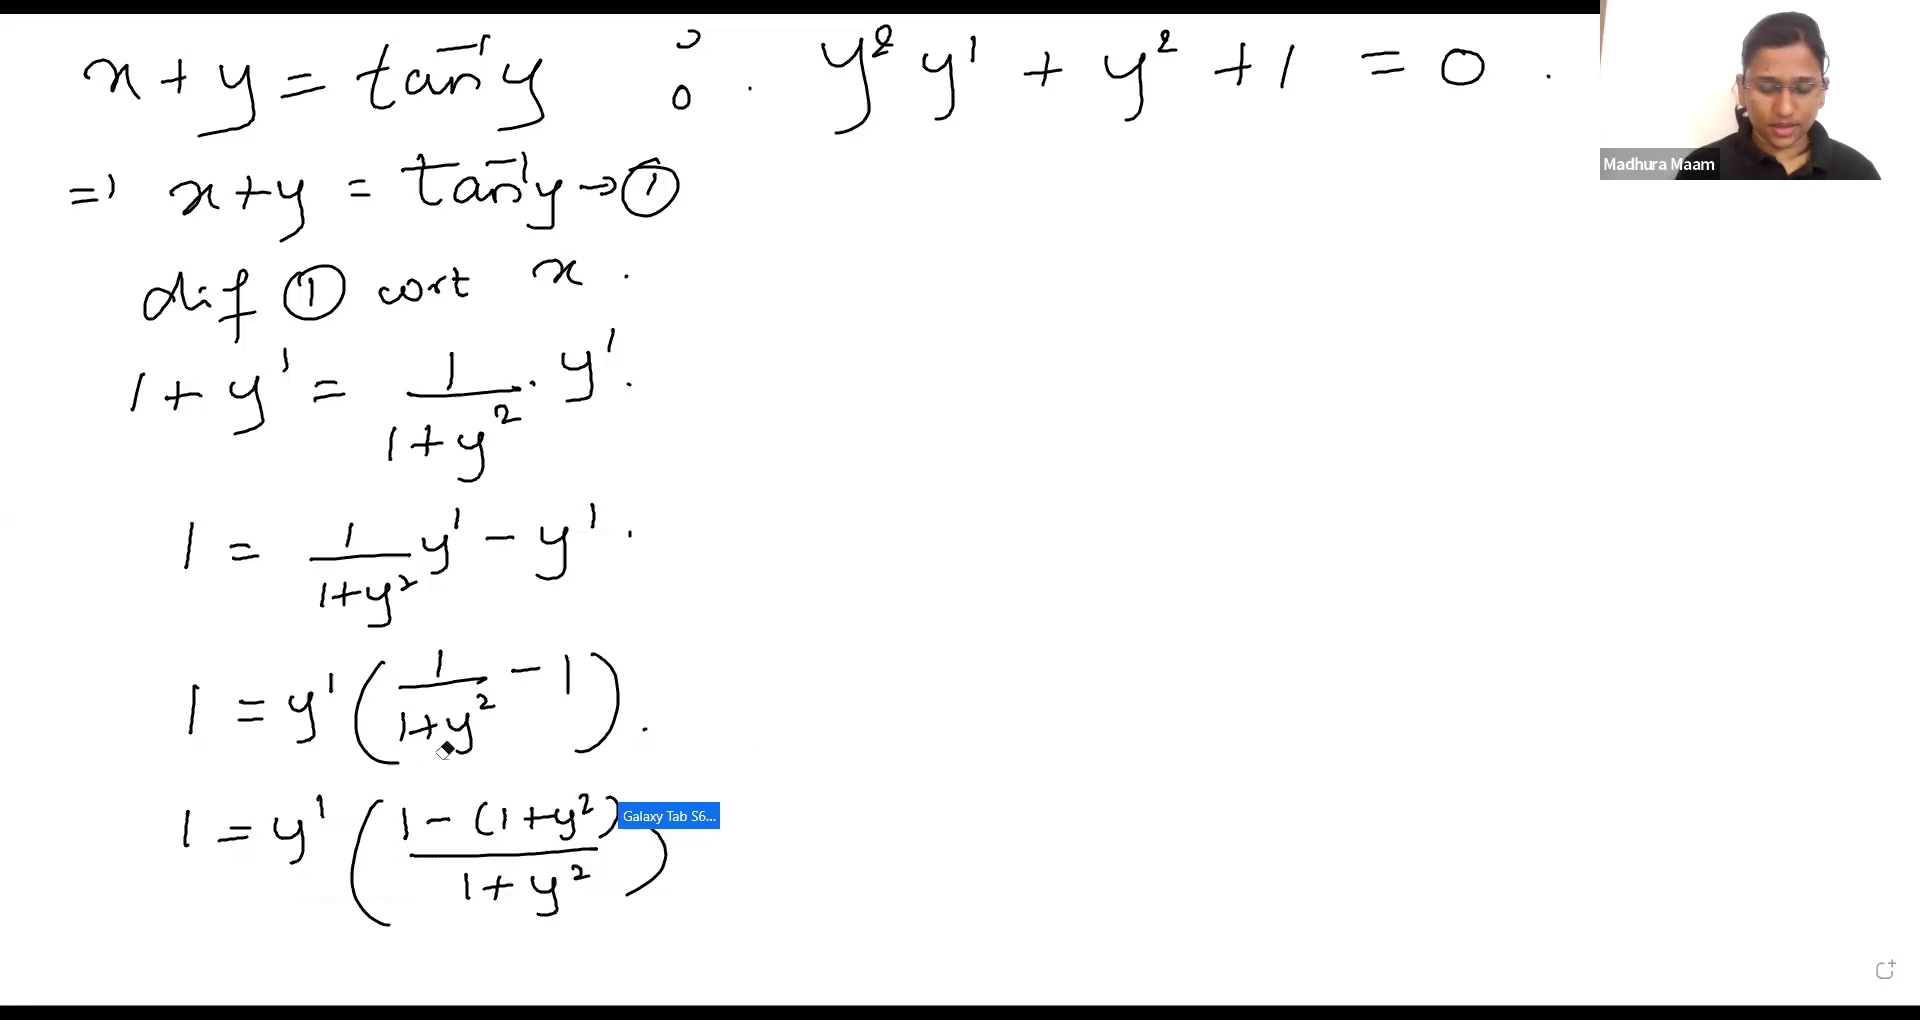 x + y = tan⁻¹y : . y² y' + y² + 1 = 0 .
Madhura Maam
=) x + y = tan⁻¹y → ①
dif ① wrt x .
1 + y' = 1/(1+y²) . y' .
1 = 1/(1+y²) y' - y' .
1 = y' ( 1/(1+y²) - 1 ) .
1 = y' ( (1 - (1+y²))/(1+y²) )
Galaxy Tab S6...